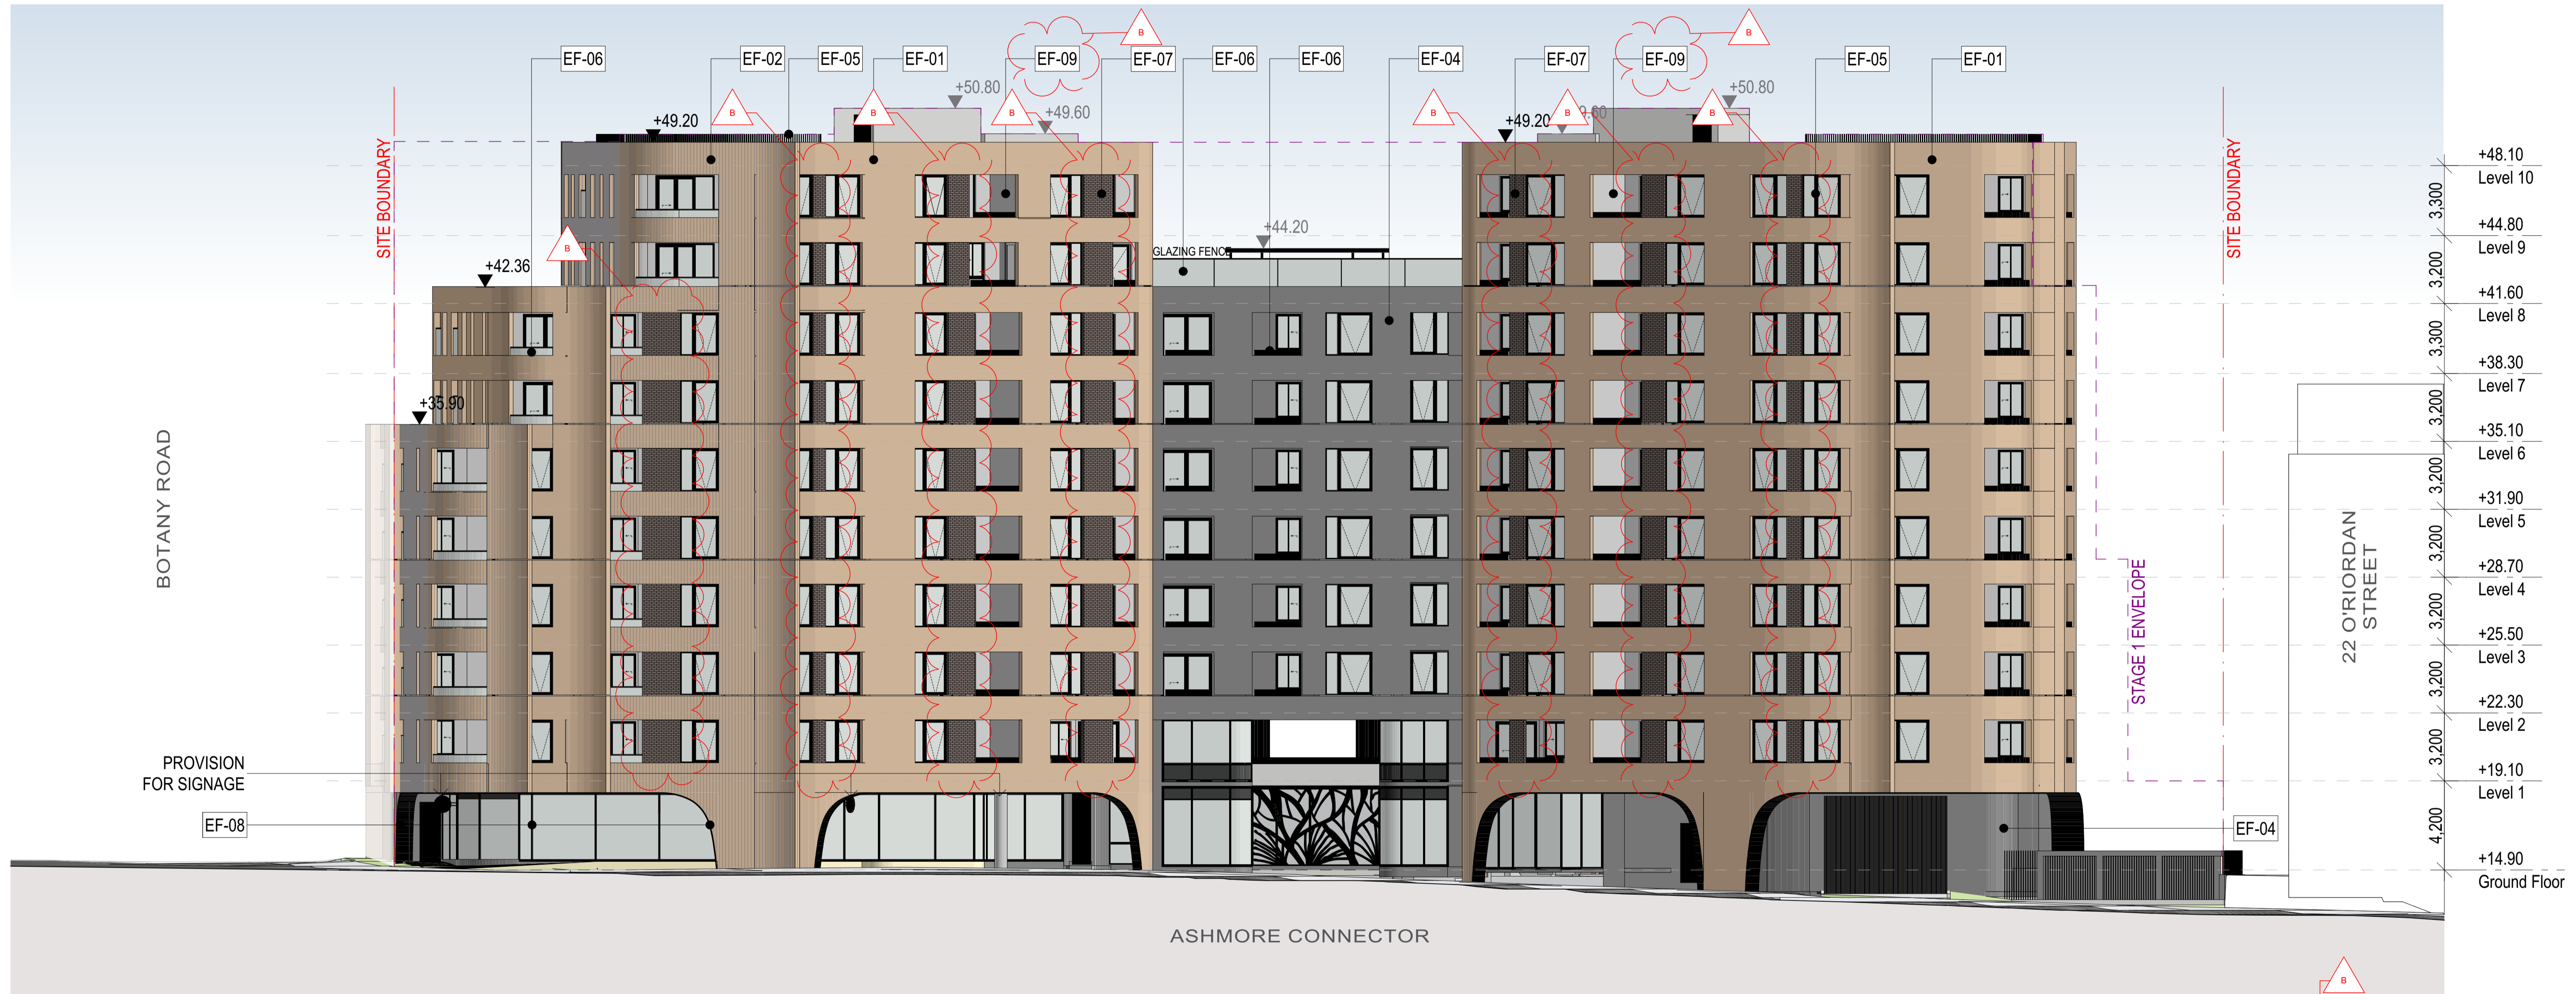 B
B
EF-06
EF-02
EF-05
EF-01
EF-09
EF-07
EF-06
EF-06
EF-04
EF-07
EF-09
EF-05
EF-01
+50.80
+50.80
B
B
B
B
B
B
+49.20
+49.60
+49.20
SITE BOUNDARY
SITE BOUNDARY
+48.10
Level 10
3,300
+44.20
+44.80
Level 9
B
GLAZING FENCE
3,200
+42.36
+41.60
Level 8
3,300
+38.30
Level 7
+35.90
3,200
BOTANY ROAD
+35.10
Level 6
3,200
+31.90
Level 5
22 O'RIORDAN
STREET
3,200
+28.70
Level 4
STAGE 1 ENVELOPE
3,200
+25.50
Level 3
3,200
+22.30
Level 2
3,200
PROVISION
FOR SIGNAGE
+19.10
Level 1
EF-08
EF-04
4,200
+14.90
Ground Floor
ASHMORE CONNECTOR
B